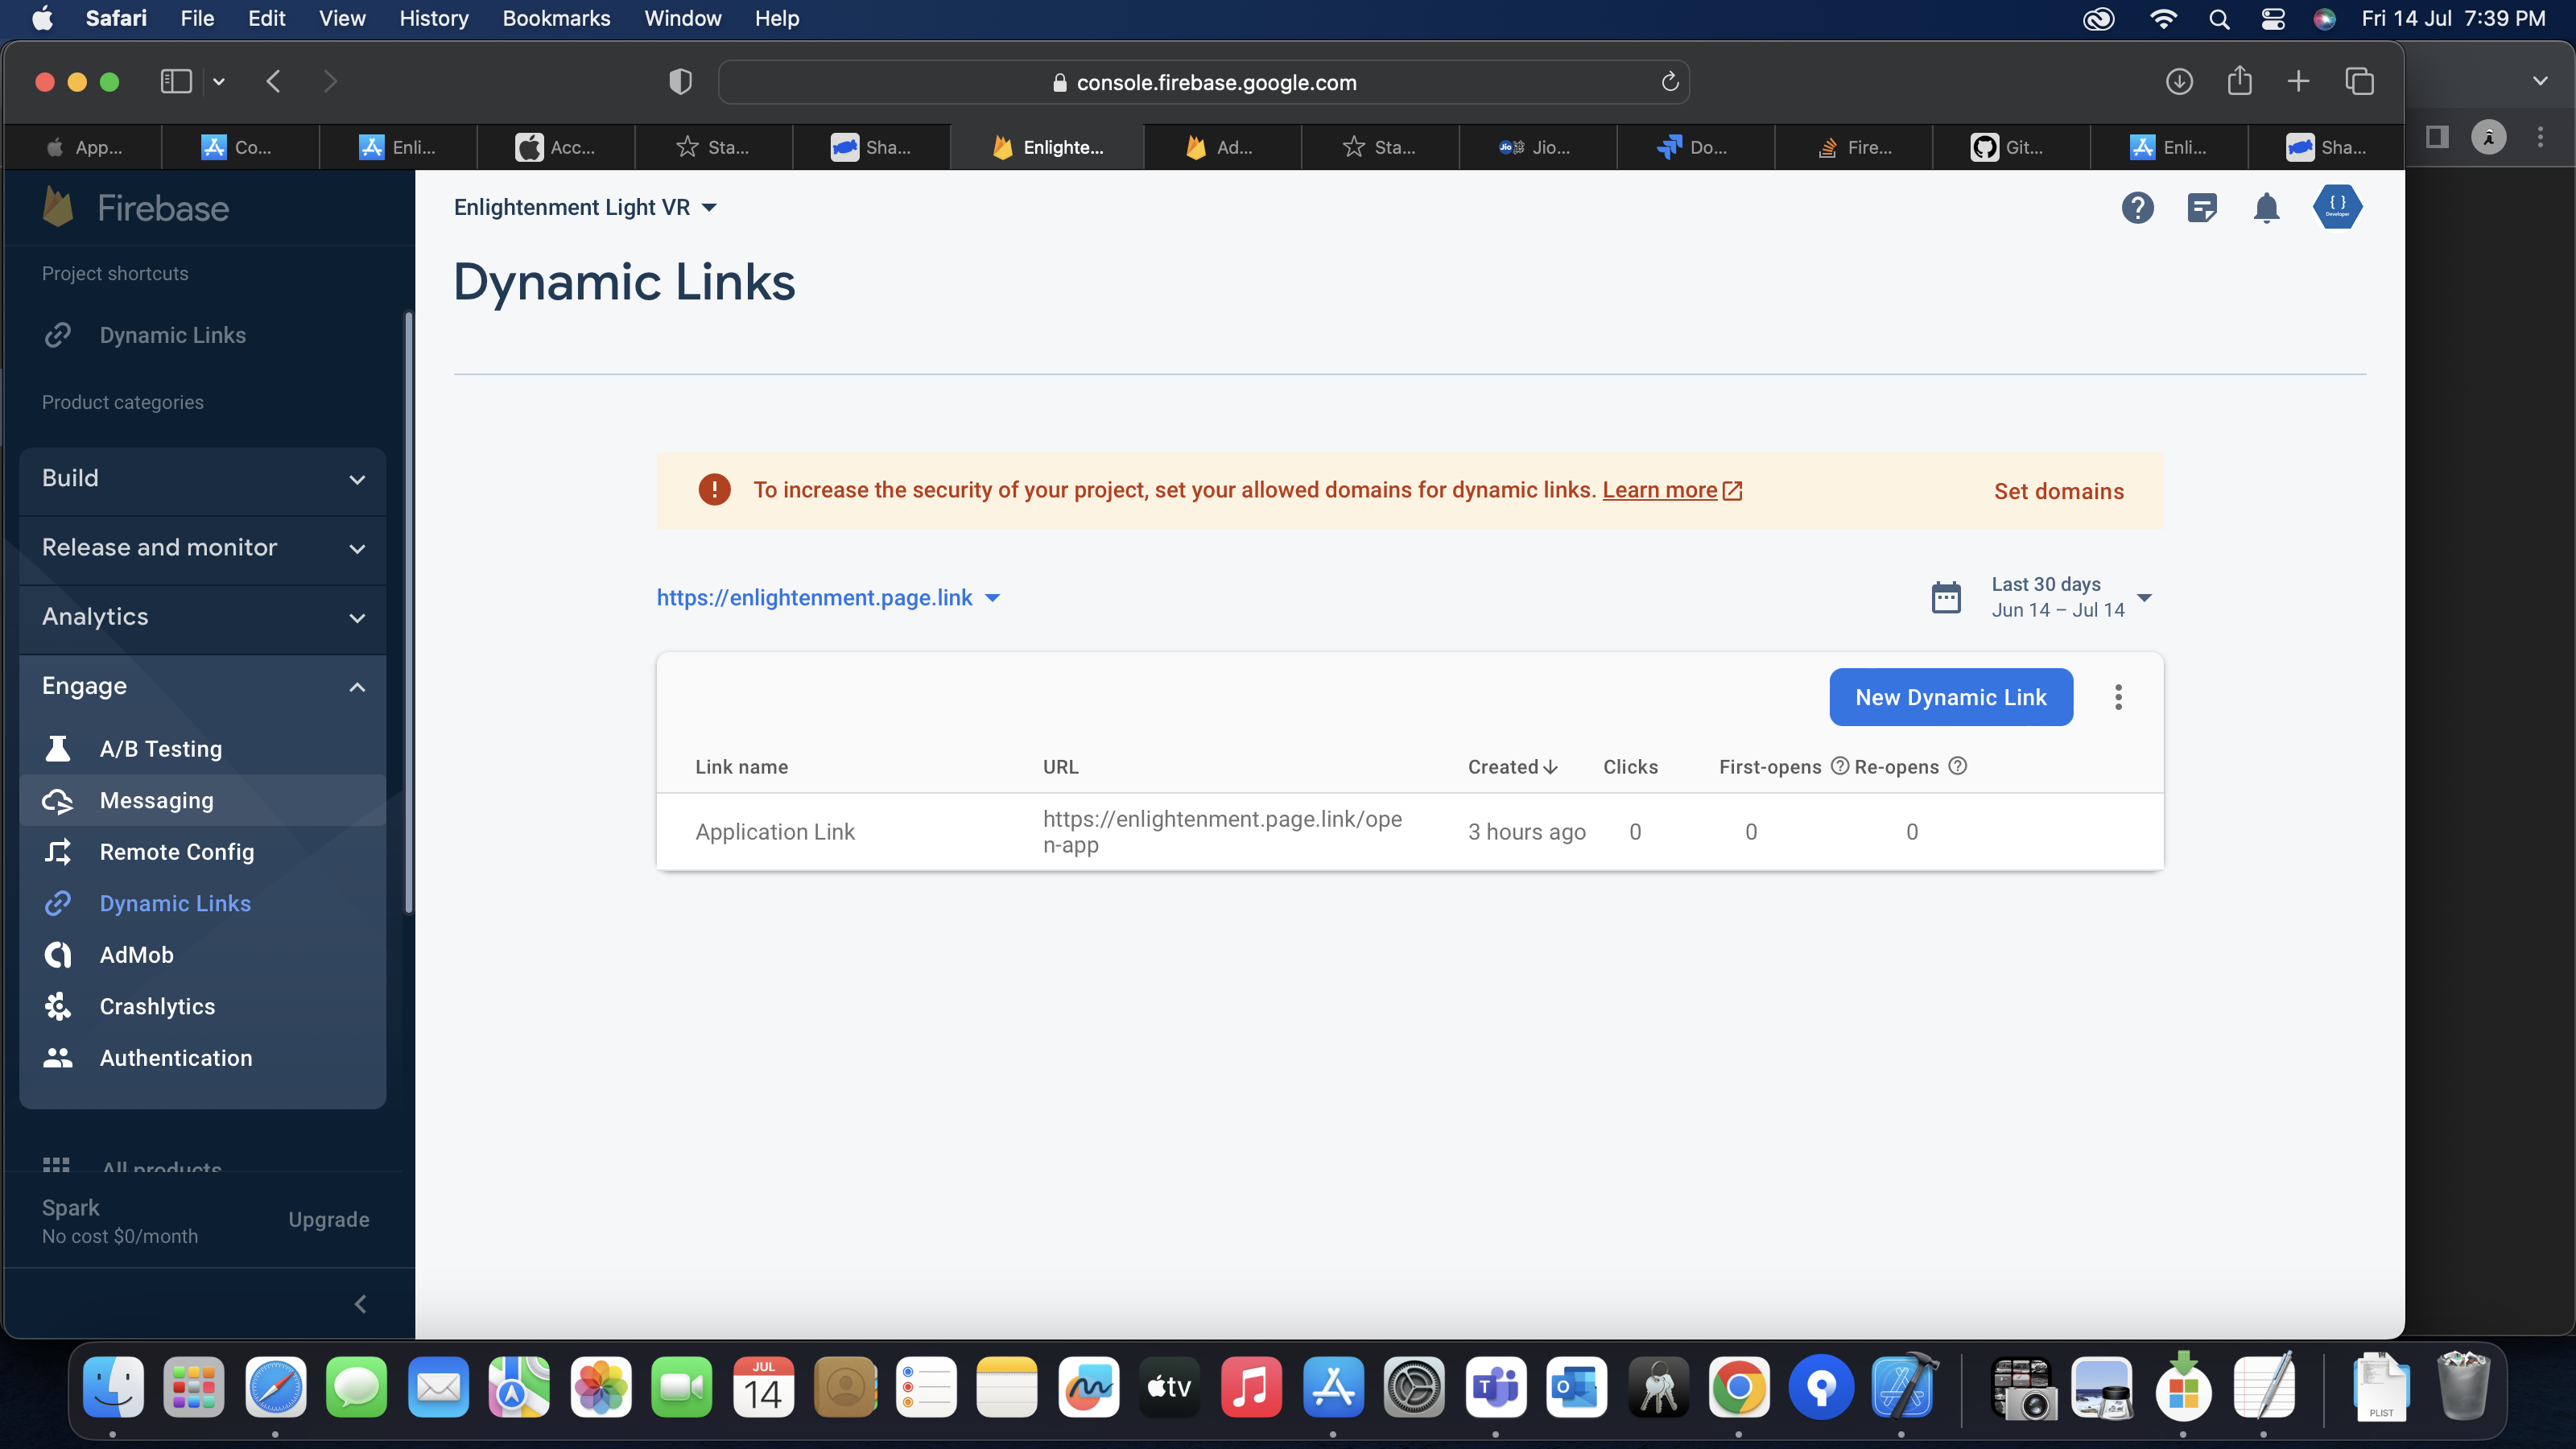 Safari File Edit View History Bookmarks Window Help Fri 14 Jul 7:39 PM
console.firebase.google.com
App... Co... Enli... Acc... Sta... Sha... Enlighte... Ad... Sta... Jio Jio... Do... Fire... Git... Enli... Sha...
Firebase
Project shortcuts
Dynamic Links
Product categories
Build
Release and monitor
Analytics
Engage
A/B Testing
Messaging
Remote Config
Dynamic Links
AdMob
Crashlytics
Authentication
All products
Spark
No cost $0/month
Upgrade
Enlightenment Light VR
{ }
Developer
Dynamic Links
! To increase the security of your project, set your allowed domains for dynamic links. Learn more Set domains
https://enlightenment.page.link
Last 30 days
Jun 14 – Jul 14
New Dynamic Link
Link name URL Created Clicks First-opens ? Re-opens ?
Application Link https://enlightenment.page.link/ope
n-app 3 hours ago 0 0 0
JUL
14
tv
PLIST